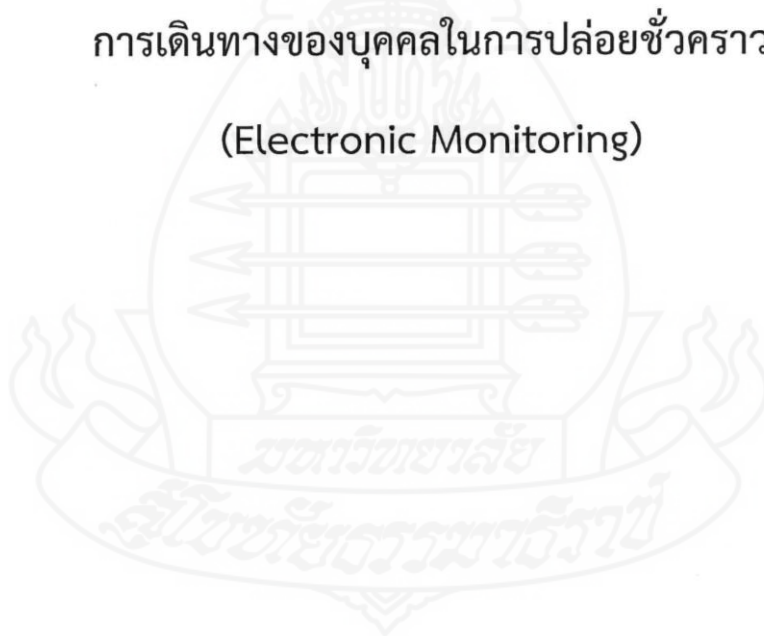 การเดินทางของบุคคลในการปล่อยชั่วคราว
(Electronic Monitoring)
มหาวิทยาลัย
สุโขทัยธรรมาธิราช